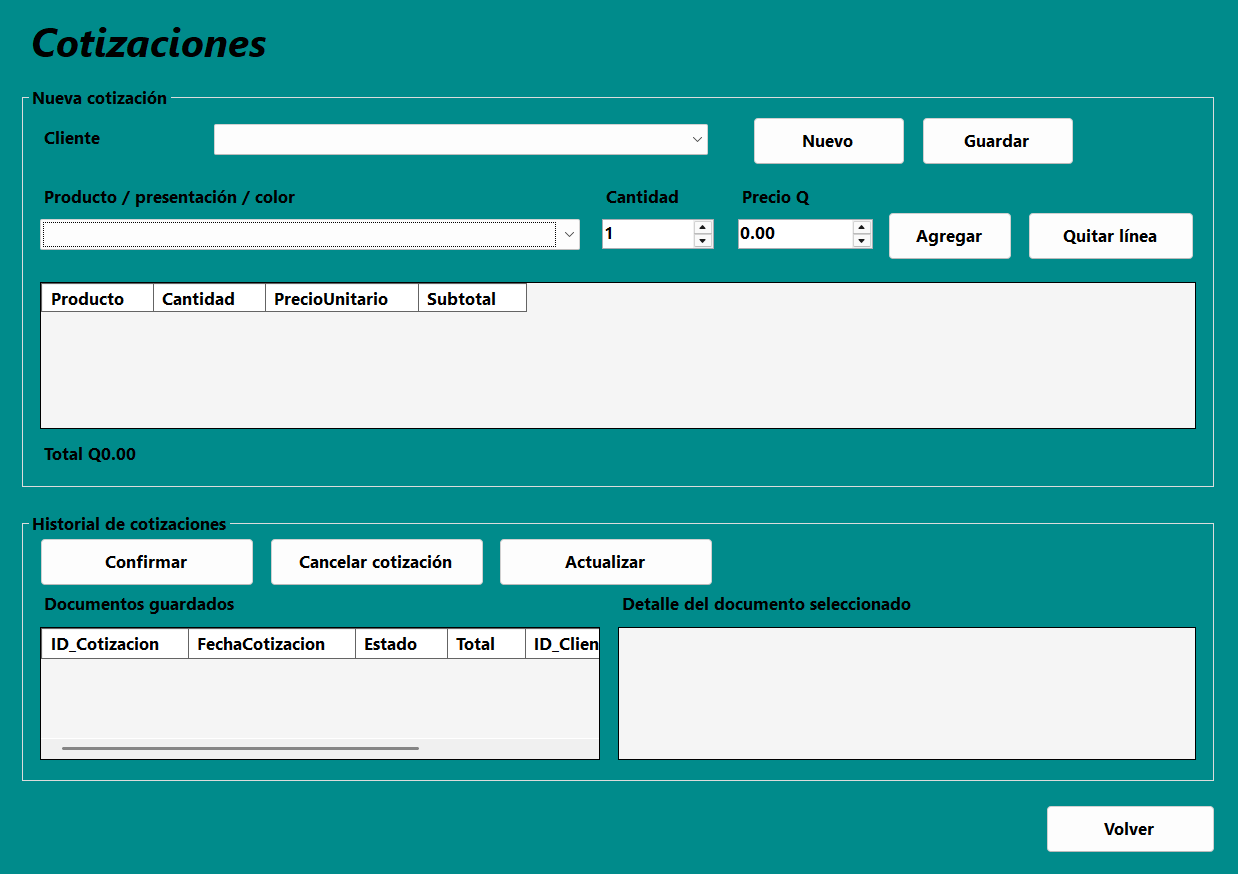 Cotizaciones
Nueva cotización
Cliente
Nuevo
Guardar
Producto / presentación / color
Cantidad
Precio Q
1
0.00
Agregar
Quitar línea
Producto Cantidad PrecioUnitario Subtotal
Total Q0.00
Historial de cotizaciones
Confirmar
Cancelar cotización
Actualizar
Documentos guardados
Detalle del documento seleccionado
ID_Cotizacion FechaCotizacion Estado Total ID_Clien
Volver